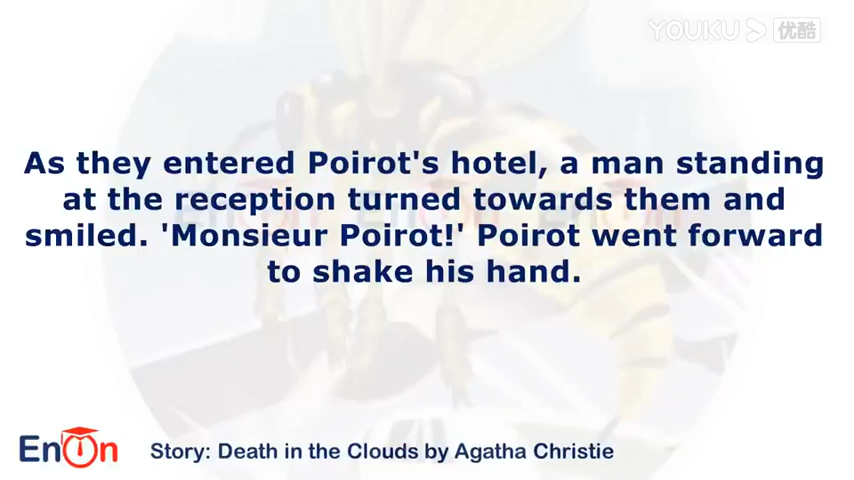 YOUKU 优酷
As they entered Poirot's hotel, a man standing
at the reception turned towards them and
smiled. 'Monsieur Poirot!' Poirot went forward
to shake his hand.
EnOn
Story: Death in the Clouds by Agatha Christie